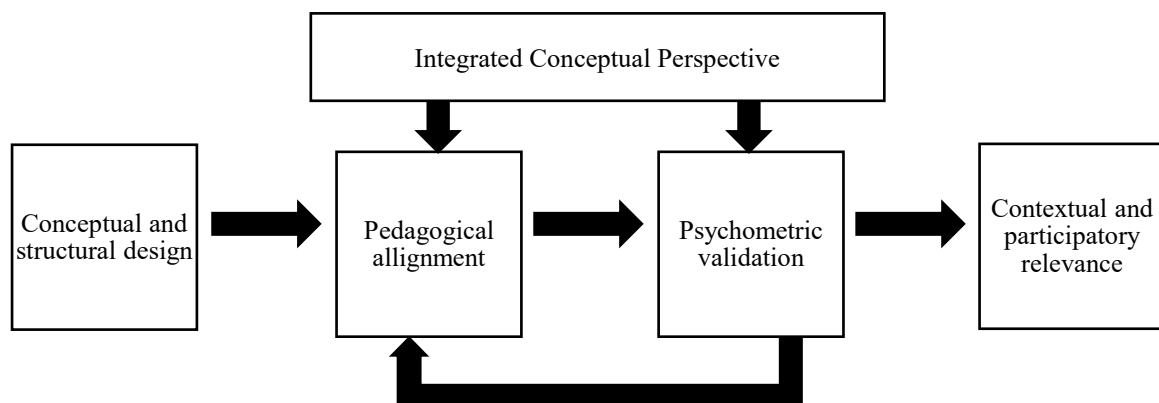 Integrated Conceptual Perspective
Conceptual and
structural design
Pedagogical
allignment
Psychometric
validation
Contextual and
participatory
relevance